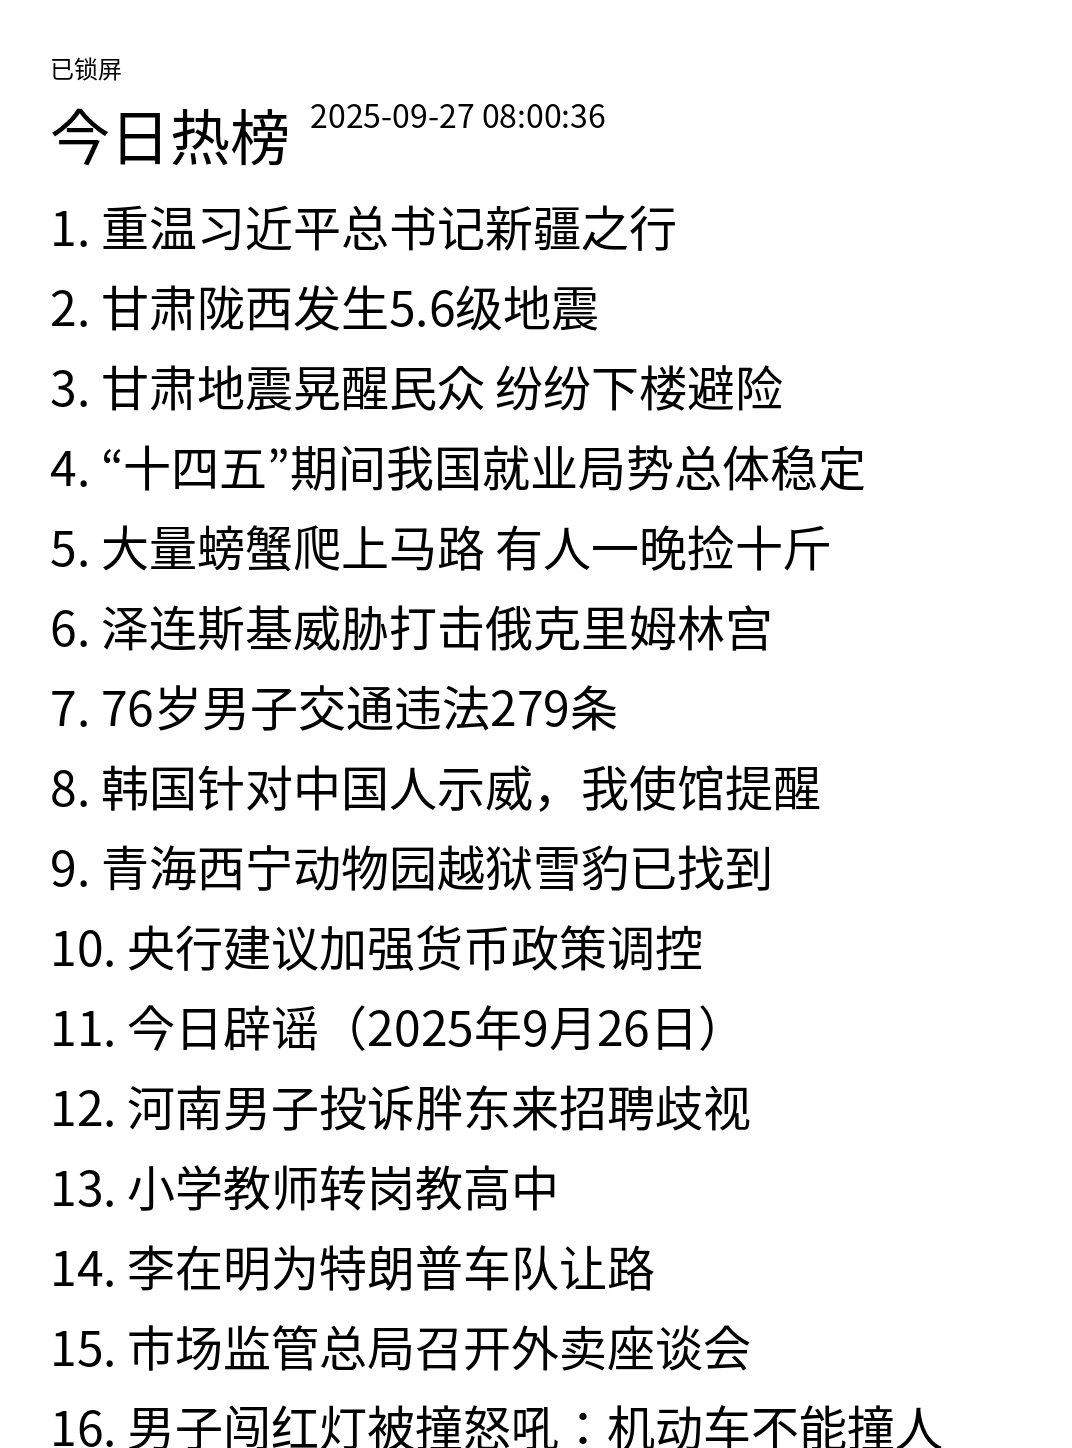 已锁屏
今日热榜 2025-09-27 08:00:36
1. 重温习近平总书记新疆之行
2. 甘肃陇西发生5.6级地震
3. 甘肃地震晃醒民众 纷纷下楼避险
4. “十四五”期间我国就业局势总体稳定
5. 大量螃蟹爬上马路 有人一晚捡十斤
6. 泽连斯基威胁打击俄克里姆林宫
7. 76岁男子交通违法279条
8. 韩国针对中国人示威，我使馆提醒
9. 青海西宁动物园越狱雪豹已找到
10. 央行建议加强货币政策调控
11. 今日辟谣（2025年9月26日）
12. 河南男子投诉胖东来招聘歧视
13. 小学教师转岗教高中
14. 李在明为特朗普车队让路
15. 市场监管总局召开外卖座谈会
16. 男子闯红灯被撞怒吼：机动车不能撞人